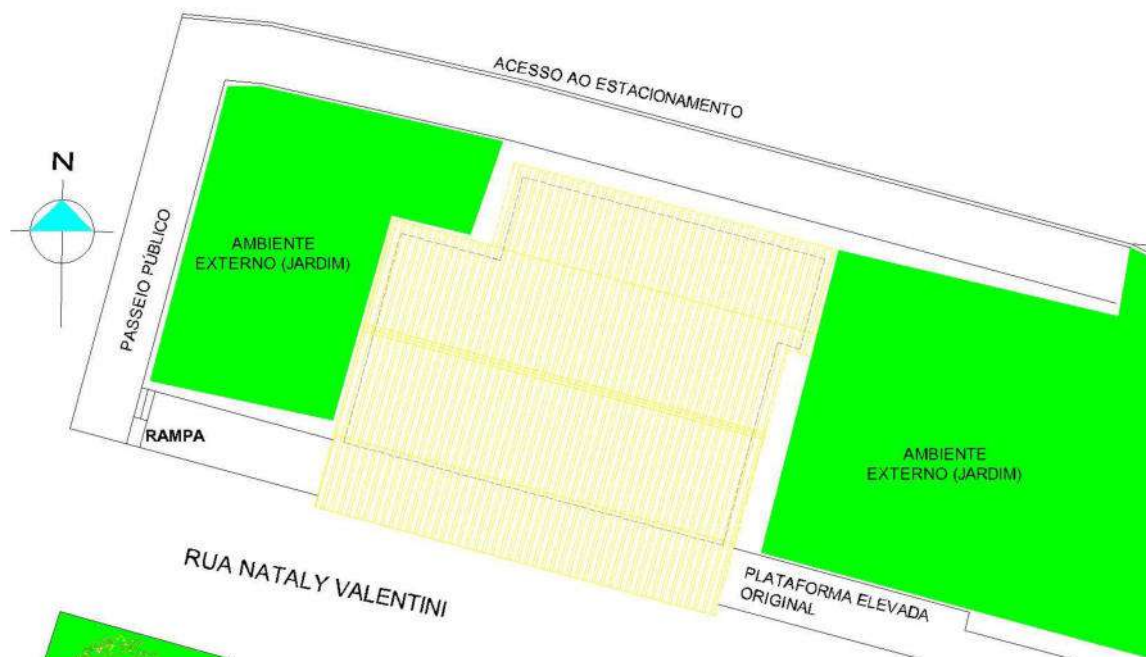 ACESSO AO ESTACIONAMENTO
N
PASSEIO PÚBLICO
AMBIENTE
EXTERNO (JARDIM)
RAMPA
AMBIENTE
EXTERNO (JARDIM)
RUA NATALY VALENTINI
PLATAFORMA ELEVADA
ORIGINAL